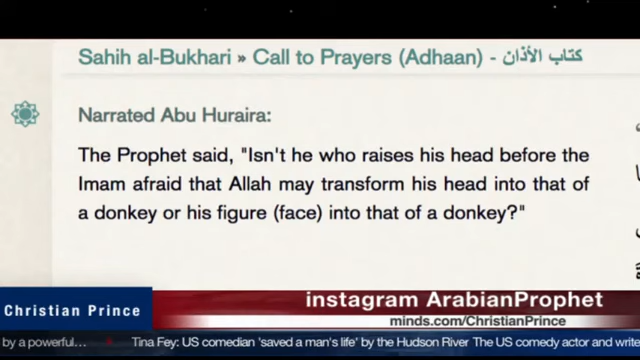 Sahih al-Bukhari » Call to Prayers (Adhaan) - كتاب الأذان
Narrated Abu Huraira:
The Prophet said, "Isn't he who raises his head before the
Imam afraid that Allah may transform his head into that of
a donkey or his figure (face) into that of a donkey?"
Christian Prince
instagram ArabianProphet
minds.com/ChristianPrince
by a powerful... Tina Fey: US comedian 'saved a man's life' by the Hudson River The US comedy actor and write